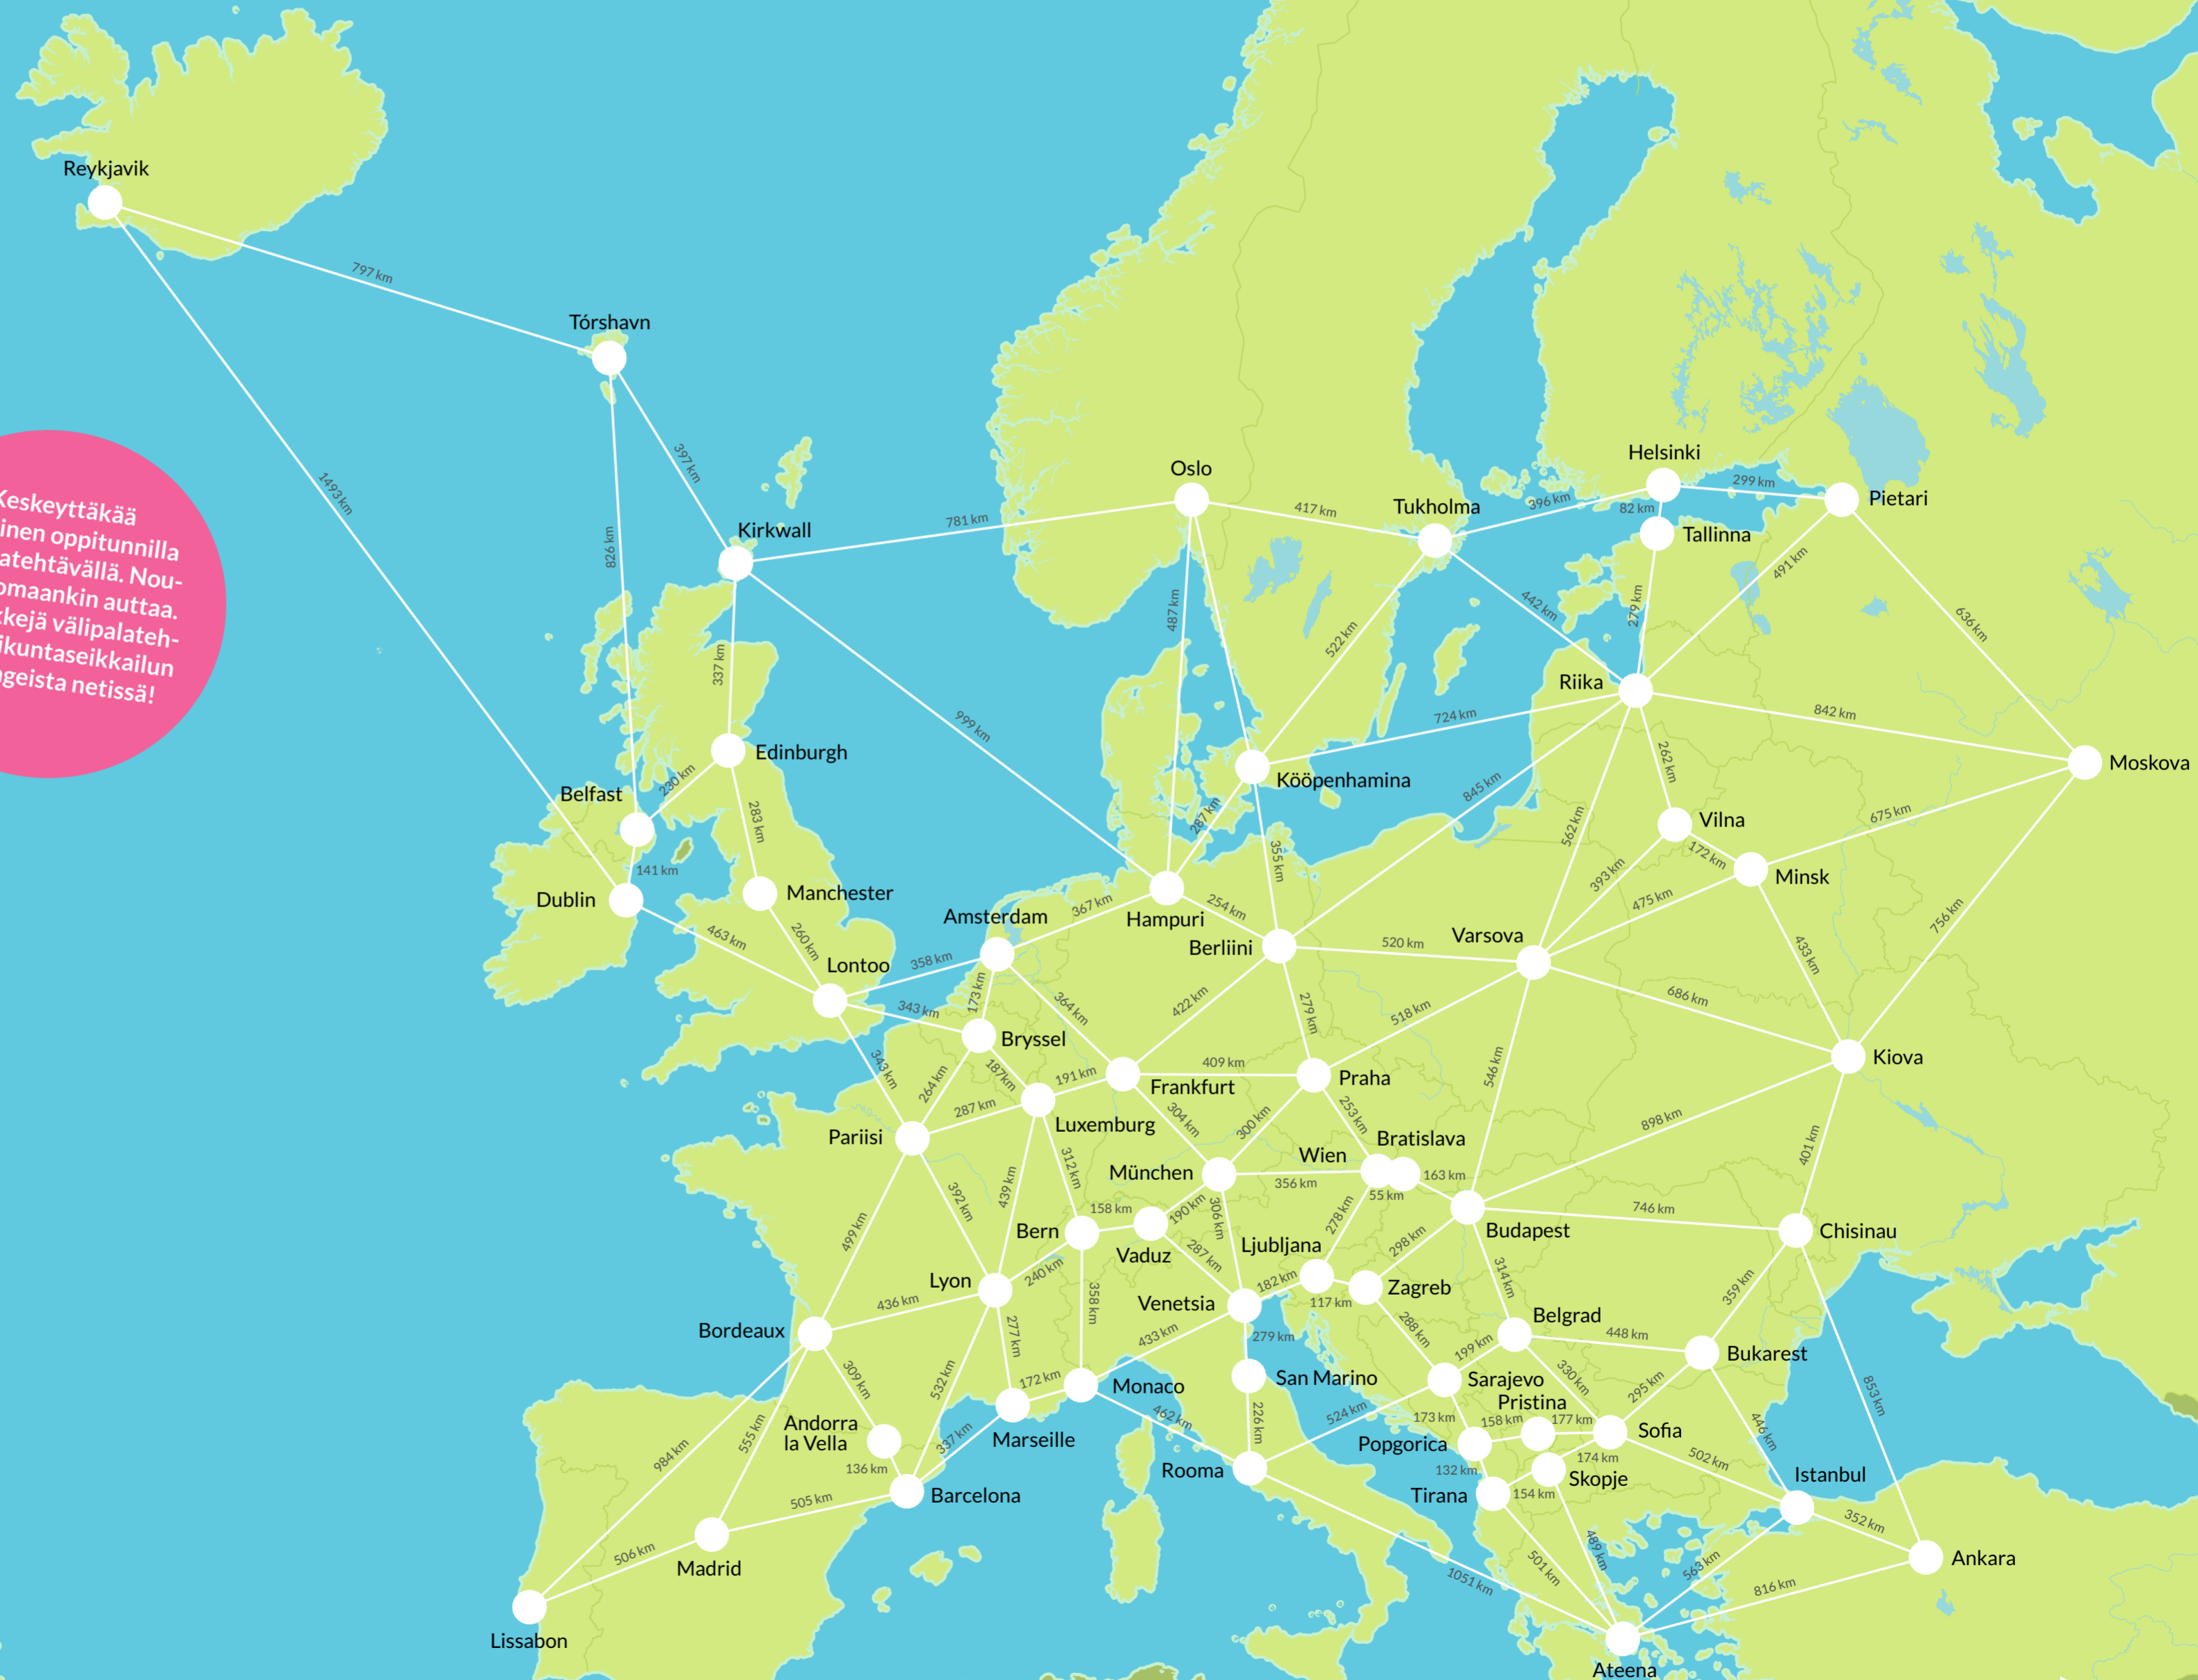 Reykjavik
797 km
Tórshavn
1493 km
397 km
826 km
Keskeyttäkää
oppitunnilla
Nou-
auttaa.
netissä!
Kirkwall
781 km
Oslo
417 km
Tukholma
396 km
Helsinki
299 km
Pietari
82 km
Tallinna
491 km
636 km
442 km
279 km
487 km
522 km
337 km
999 km
Riika
724 km
842 km
Moskova
Edinburgh
230 km
Belfast
283 km
Kööpenhamina
845 km
262 km
287 km
355 km
562 km
Vilna
172 km
675 km
Minsk
141 km
Dublin
Manchester
393 km
475 km
463 km
260 km
Amsterdam
367 km
Hampuri
254 km
Berliini
520 km
Varsova
433 km
756 km
Lontoo
358 km
173 km
343 km
364 km
422 km
279 km
518 km
686 km
Bryssel
Kiova
343 km
264 km
187km
191 km
Frankfurt
409 km
Praha
546 km
287 km
Luxemburg
304 km
300 km
253 km
898 km
Pariisi
312 km
München
Wien
Bratislava
401 km
356 km
55 km
163 km
392 km
439 km
158 km
190 km
306 km
278 km
Budapest
746 km
Chisinau
499 km
Bern
Vaduz
287 km
Ljubljana
298 km
240 km
182 km
Zagreb
314 km
359 km
Lyon
436 km
358 km
Venetsia
117 km
Bordeaux
277 km
433 km
279 km
288 km
Belgrad
448 km
Bukarest
309 km
532 km
172 km
Monaco
San Marino
199 km
330 km
295 km
853 km
Sarajevo
Pristina
984 km
555 km
Andorra
la Vella
337 km
Marseille
462 km
226 km
524 km
173 km
158 km
177 km
Sofia
446 km
Popgorica
502 km
136 km
Rooma
132 km
174 km
Skopje
Istanbul
505 km
Barcelona
Tirana
154 km
352 km
Madrid
506 km
489 km
501 km
563 km
Ankara
1051 km
816 km
Lissabon
Ateena